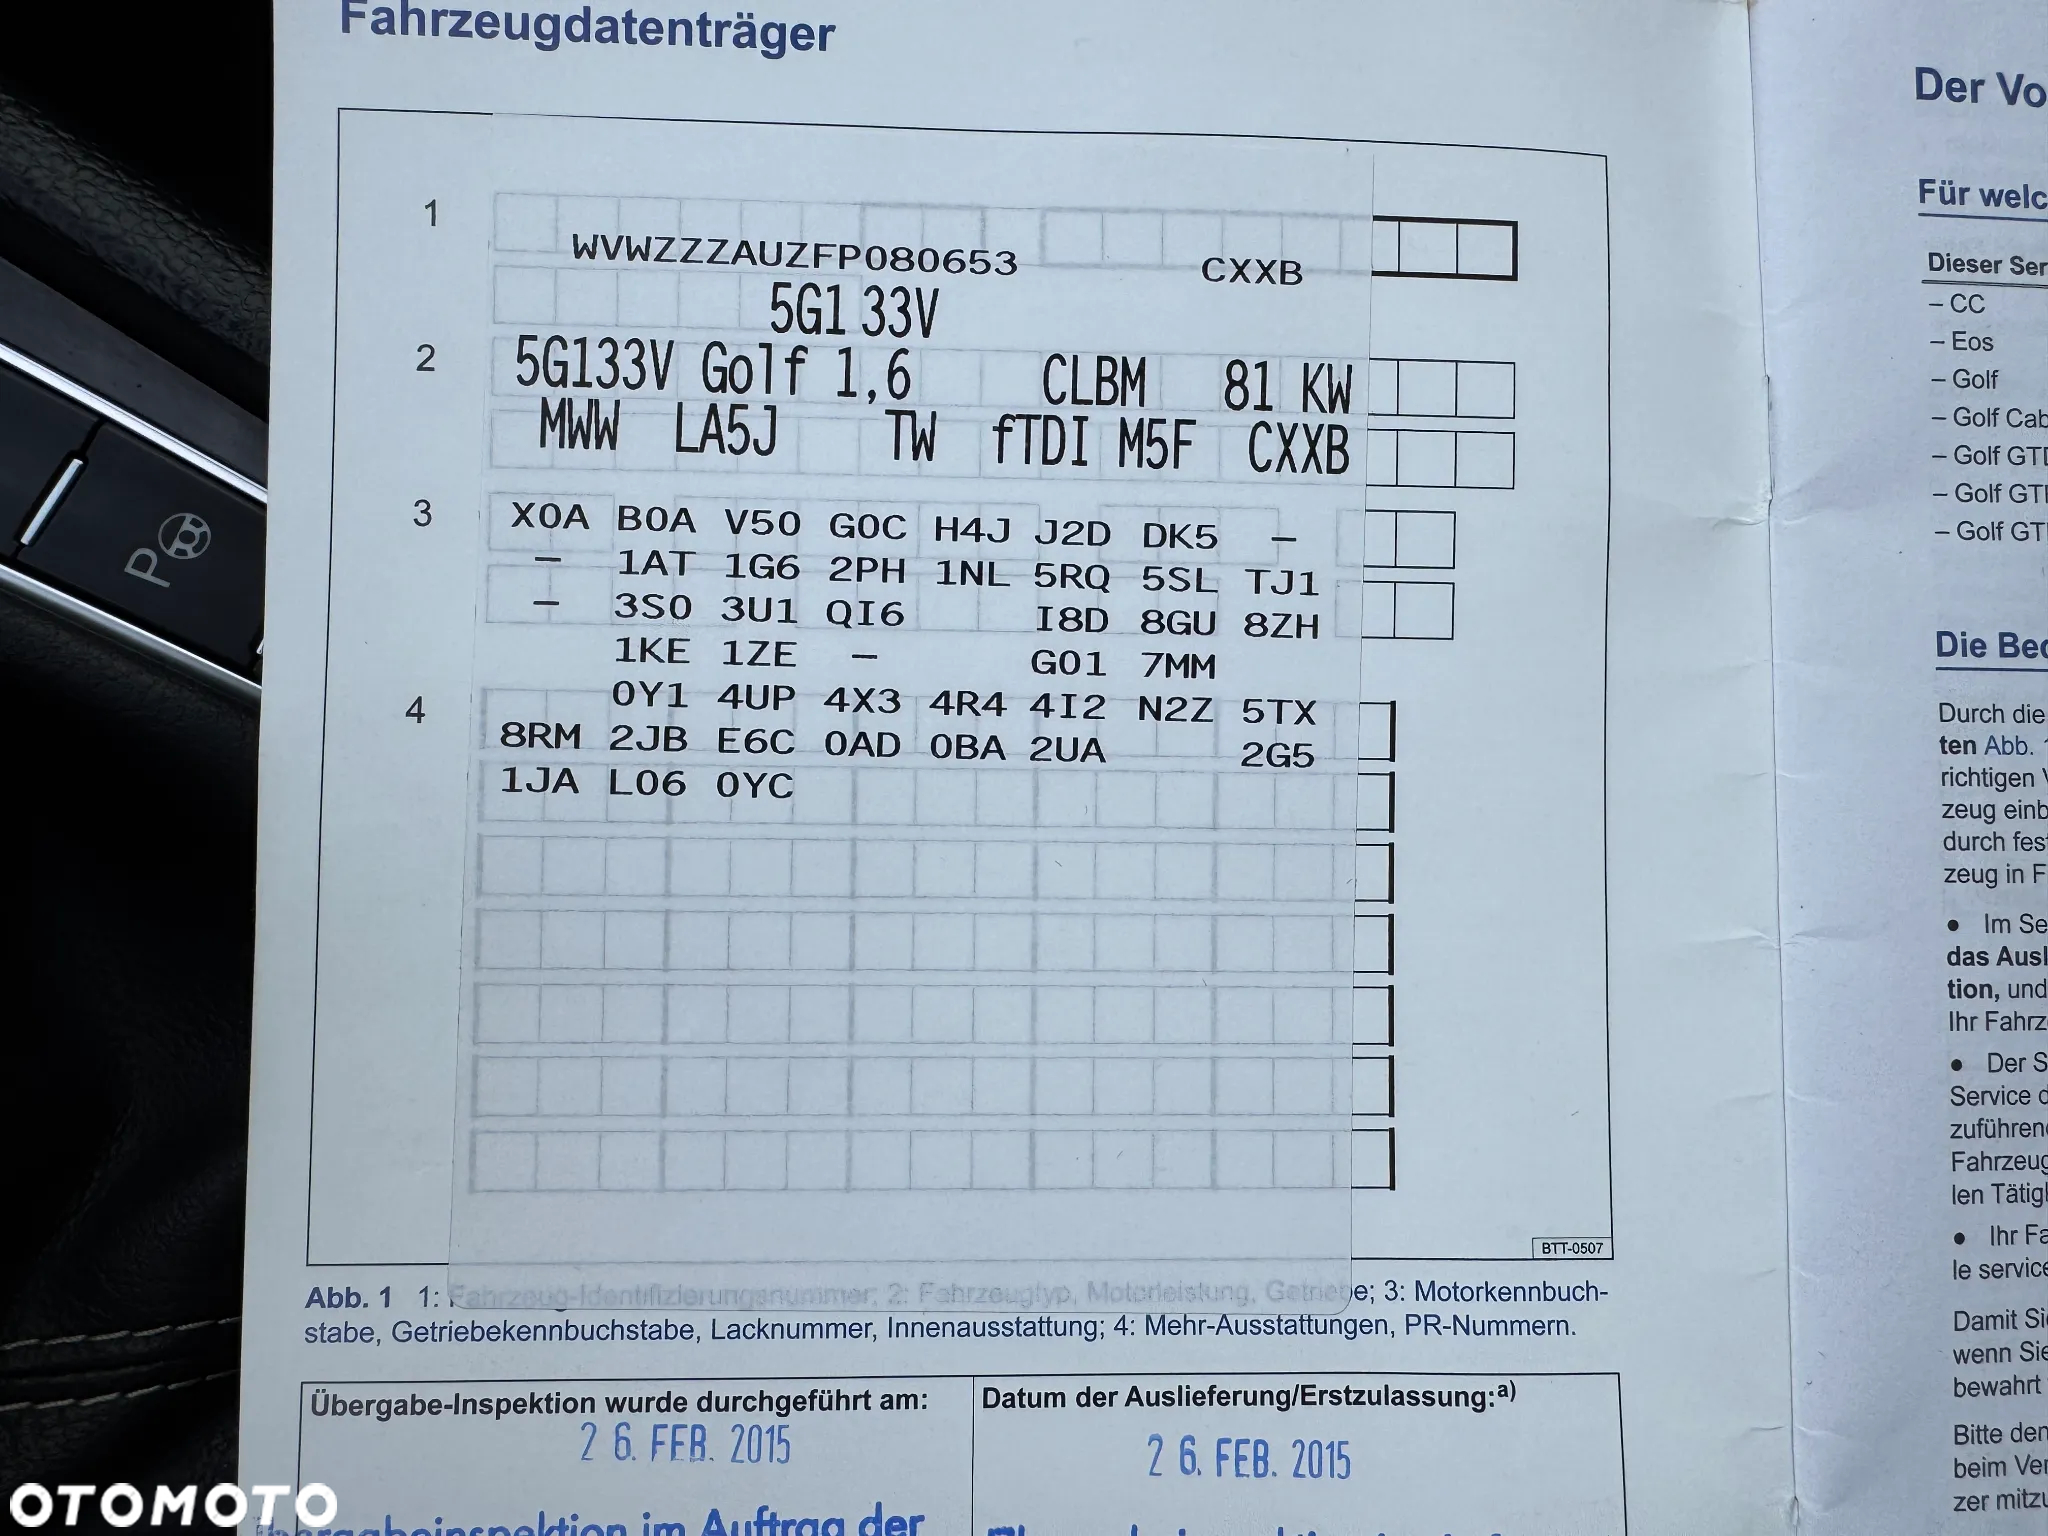 Fahrzeugdatenträger
1
WVWZZZAUZFP080653 CXXB
5G1 33V
2
5G133V Golf 1,6 CLBM 81 KW
MWW LA5J TW fTDI M5F CXXB
3
X0A B0A V50 G0C H4J J2D DK5 –
– 1AT 1G6 2PH 1NL 5RQ 5SL TJ1
– 3S0 3U1 QI6 I8D 8GU 8ZH
1KE 1ZE – G01 7MM
4
0Y1 4UP 4X3 4R4 4I2 N2Z 5TX
8RM 2JB E6C 0AD 0BA 2UA 2G5
1JA L06 0YC
BTT-0507
Abb. 1 1: Fahrzeug-Identifizierungsnummer; 2: Fahrzeugtyp, Motorleistung, Getriebe; 3: Motorkennbuch-
stabe, Getriebekennbuchstabe, Lacknummer, Innenausstattung; 4: Mehr-Ausstattungen, PR-Nummern.
Übergabe-Inspektion wurde durchgeführt am:
26. FEB. 2015
Datum der Auslieferung/Erstzulassung:a)
26. FEB. 2015
im Auftrag der
Der Vo
Für welc
Dieser Ser
– CC
– Eos
– Golf
– Golf Cab
– Golf GTD
– Golf GTI
– Golf GTI
Die Bed
Durch die
ten Abb. 1
richtigen V
zeug einb
durch fest
zeug in F
● Im Se
das Ausl
tion, und
Ihr Fahrz
● Der S
Service d
zuführen
Fahrzeug
len Tätig
● Ihr Fa
le service
Damit Si
wenn Sie
bewahrt
Bitte den
beim Ver
zer mitzu
P
OTOMOTO